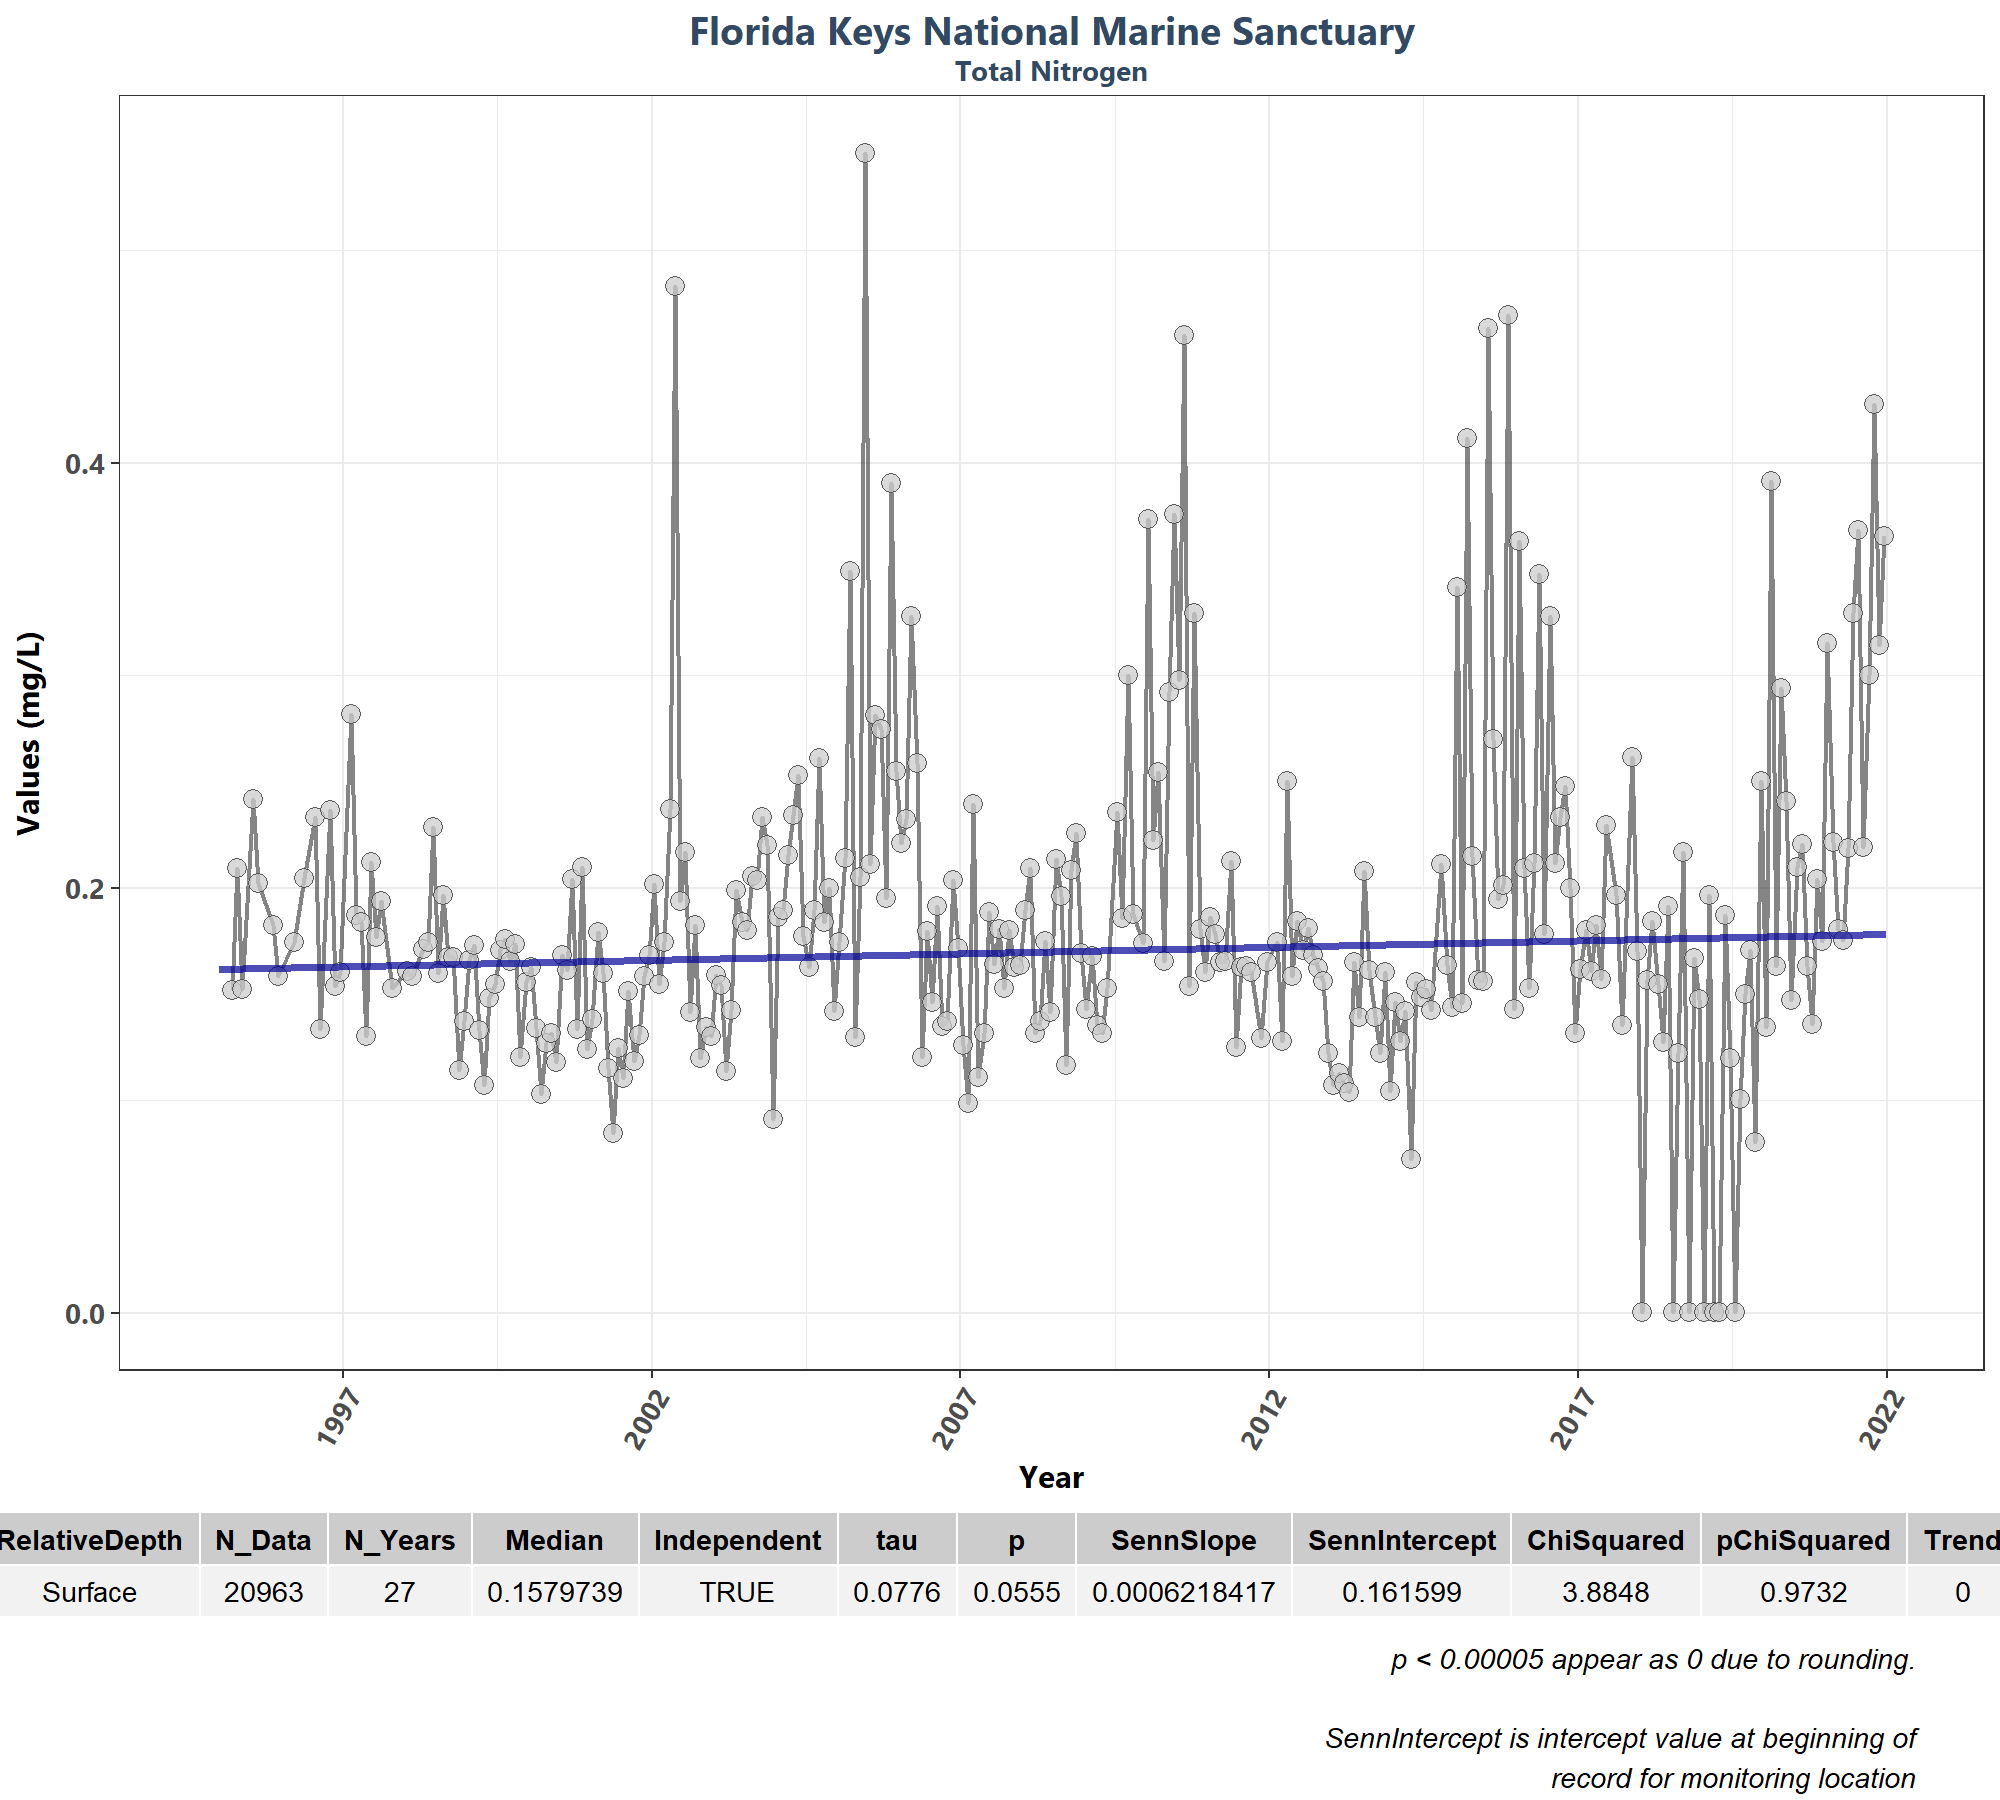 Florida Keys National Marine Sanctuary
Total Nitrogen
Values (mg/L)
0.4
0.2
0.0
1997 2002 2007 2012 2017 2022
Year
RelativeDepth N_Data N_Years Median Independent tau p SennSlope SennIntercept ChiSquared pChiSquared Trend
Surface 20963 27 0.1579739 TRUE 0.0776 0.0555 0.0006218417 0.161599 3.8848 0.9732 0
p < 0.00005 appear as 0 due to rounding.
SennIntercept is intercept value at beginning of
record for monitoring location